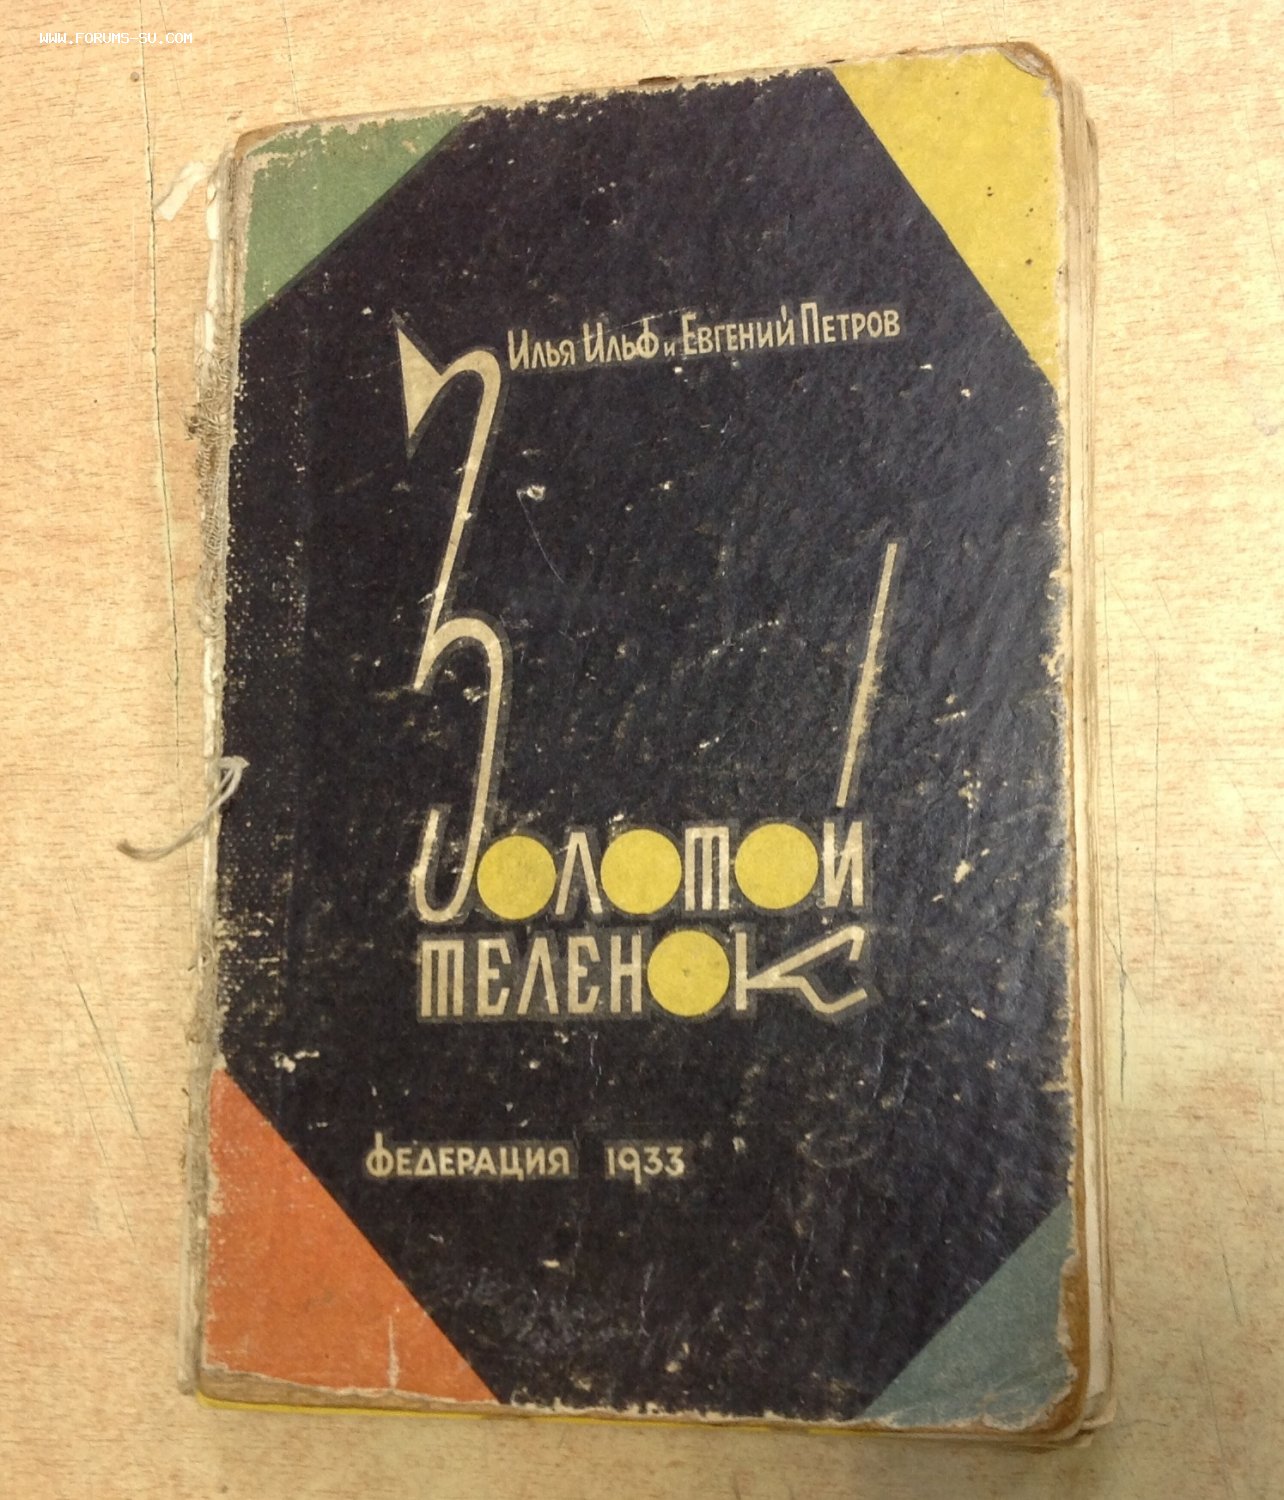 www.forums-su.com
Илья Ильф и Евгений Петров
Золотой
теленок
Федерация 1933